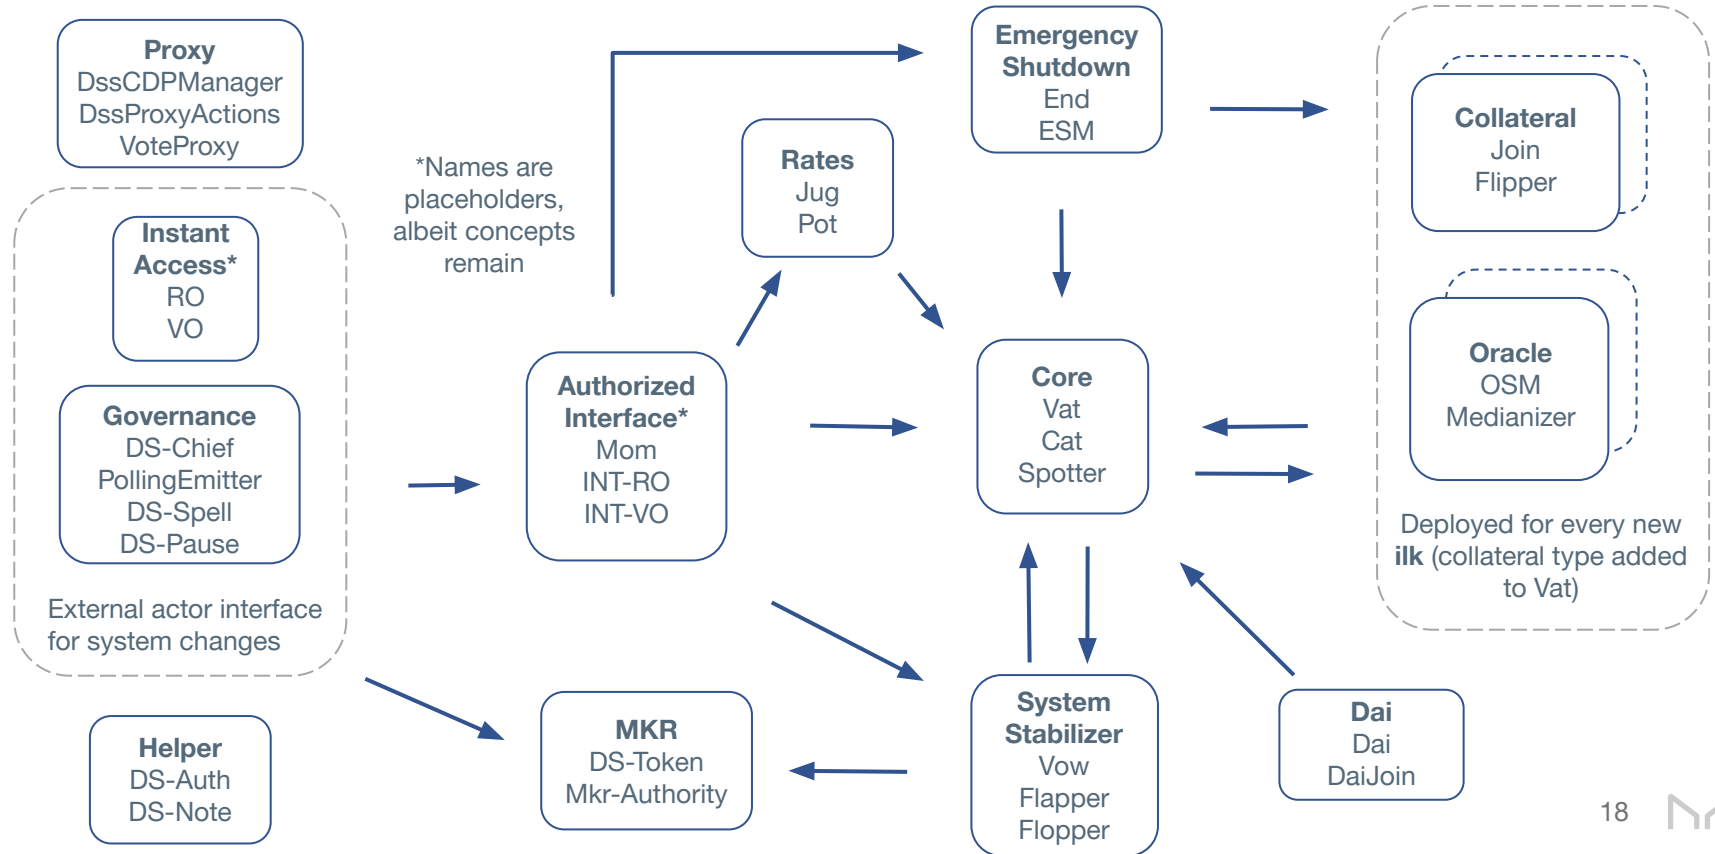 Proxy
DssCDPManager
DssProxyActions
VoteProxy
Instant
Access*
RO
VO
Governance
DS-Chief
PollingEmitter
DS-Spell
DS-Pause
External actor interface
for system changes
Helper
DS-Auth
DS-Note
*Names are
placeholders,
albeit concepts
remain
Authorized
Interface*
Mom
INT-RO
INT-VO
MKR
DS-Token
Mkr-Authority
Rates
Jug
Pot
Emergency
Shutdown
End
ESM
Core
Vat
Cat
Spotter
System
Stabilizer
Vow
Flapper
Flopper
Dai
Dai
DaiJoin
Collateral
Join
Flipper
Oracle
OSM
Medianizer
Deployed for every new
ilk (collateral type added
to Vat)
18